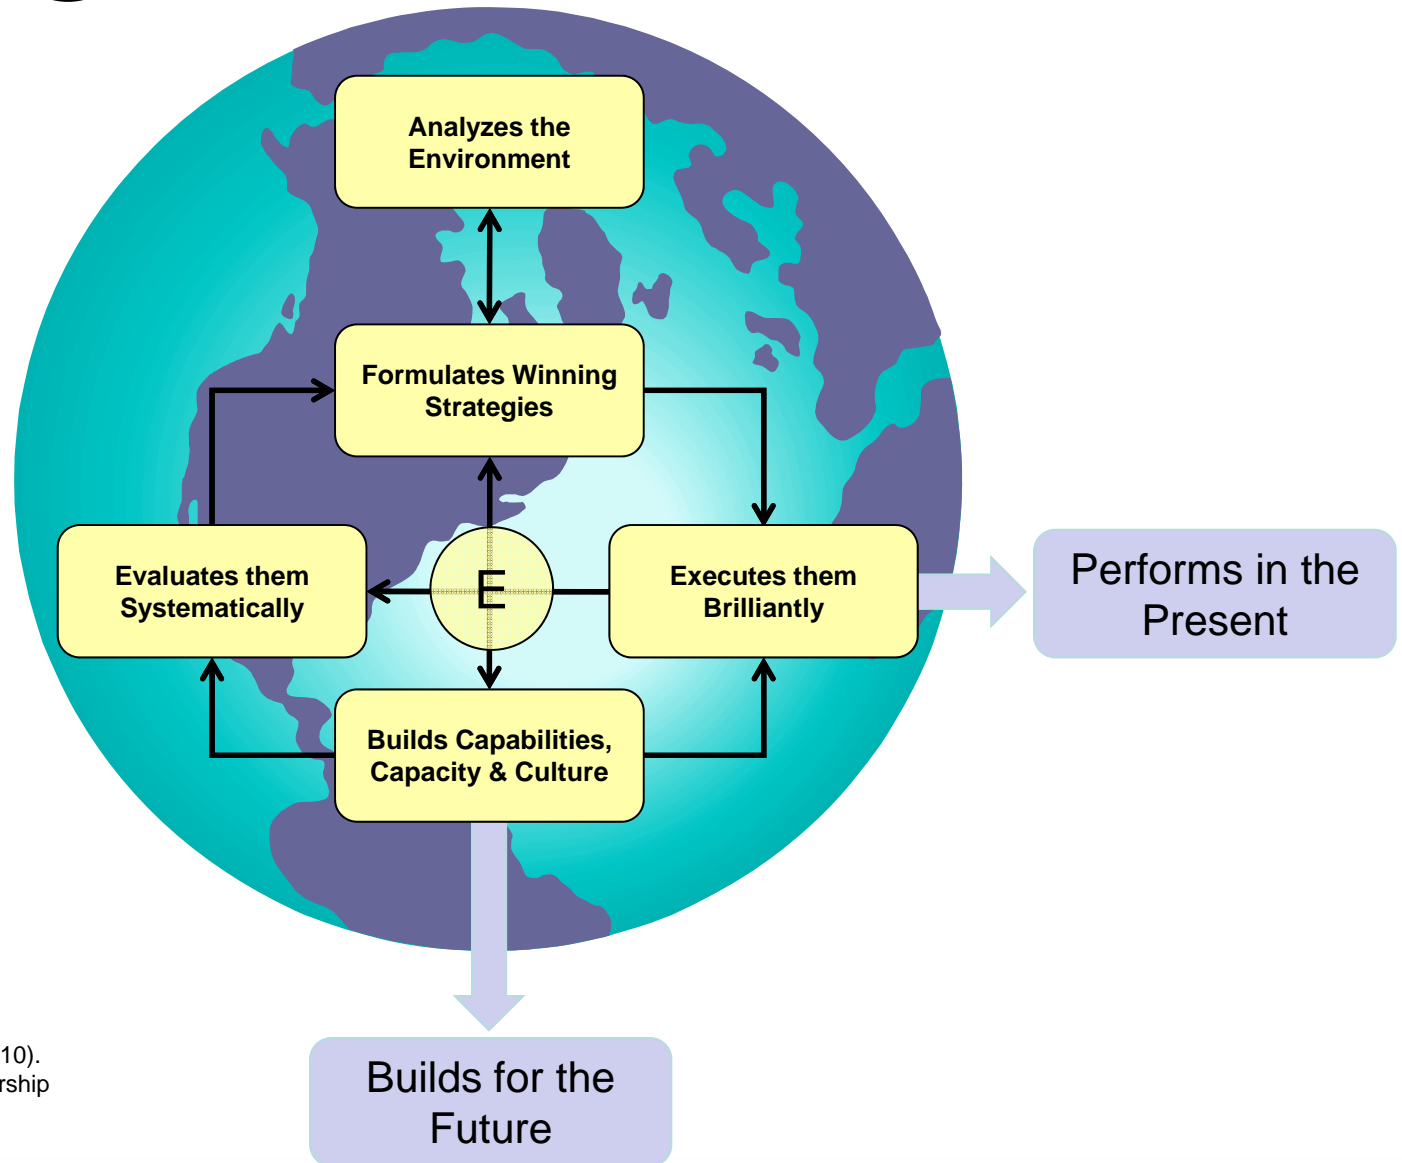 Analyzes the
Environment
Formulates Winning
Strategies
Evaluates them
Systematically
E
Executes them
Brilliantly
Performs in the
Present
Builds Capabilities,
Capacity & Culture
Builds for the
Future
10).
rship